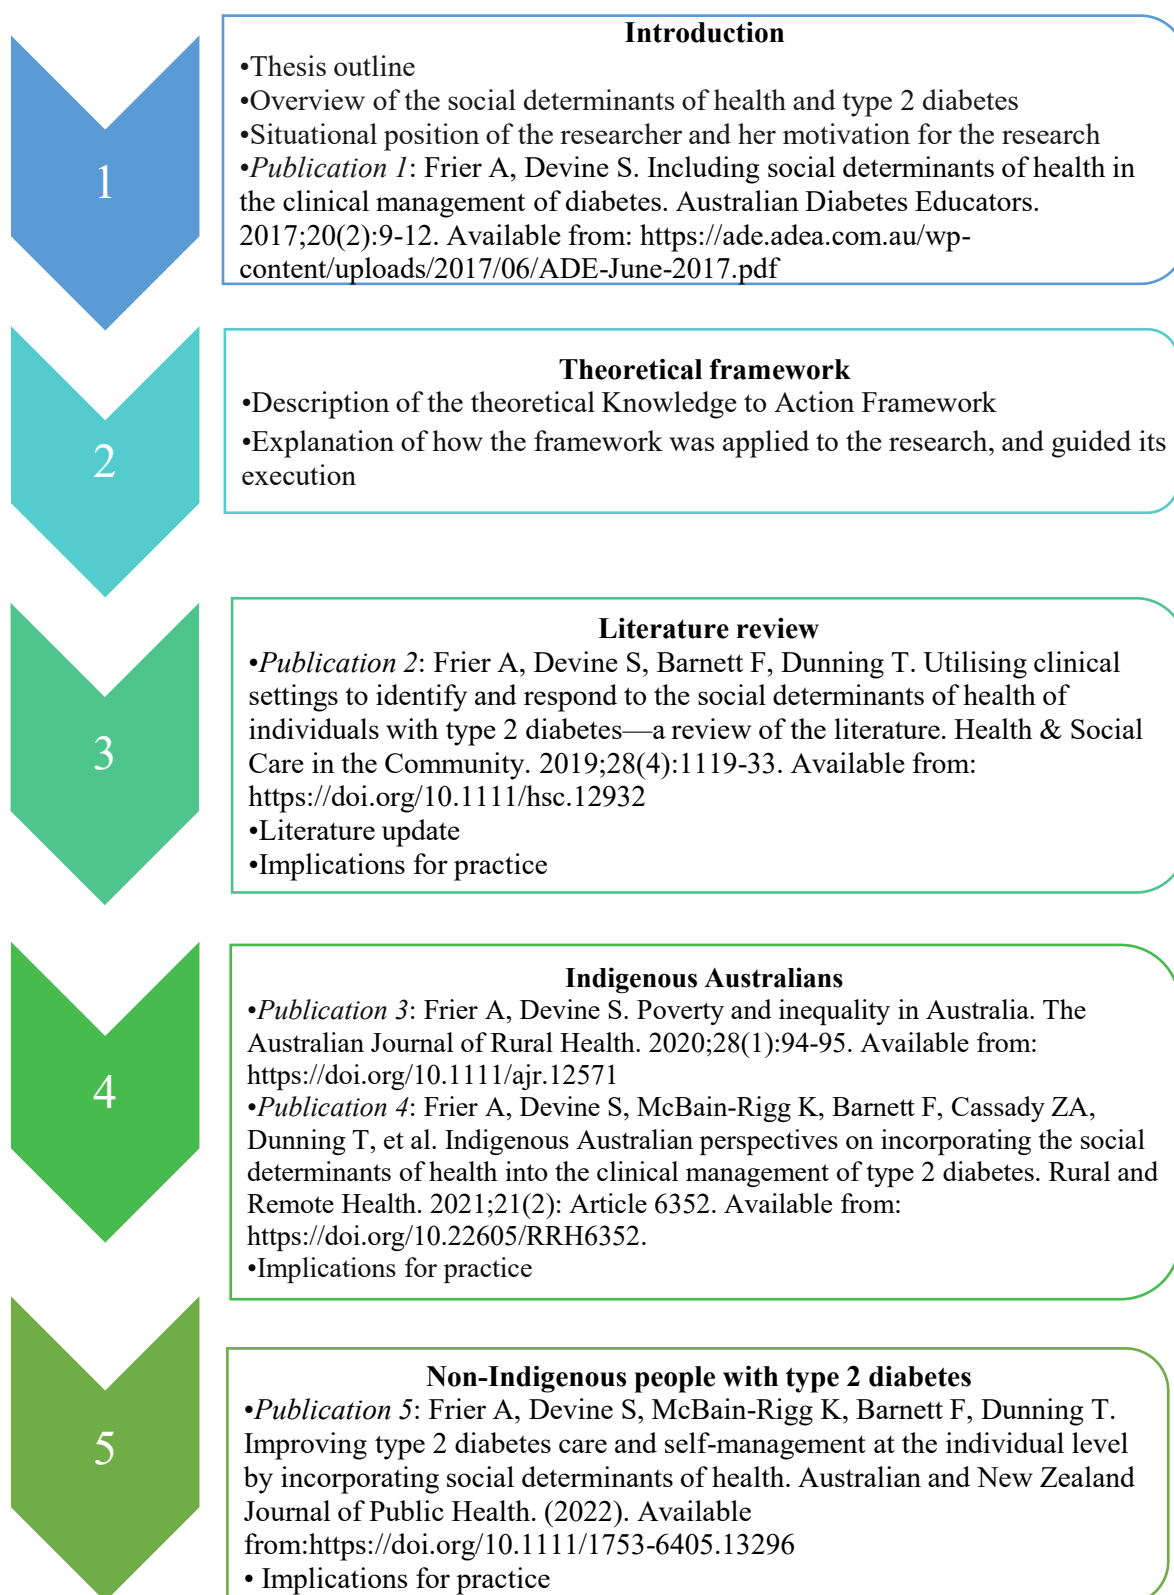 1
Introduction
•Thesis outline
•Overview of the social determinants of health and type 2 diabetes
•Situational position of the researcher and her motivation for the research
•Publication 1: Frier A, Devine S. Including social determinants of health in
the clinical management of diabetes. Australian Diabetes Educators.
2017;20(2):9-12. Available from: https://ade.adea.com.au/wp-
content/uploads/2017/06/ADE-June-2017.pdf
2
Theoretical framework
•Description of the theoretical Knowledge to Action Framework
•Explanation of how the framework was applied to the research, and guided its
execution
3
Literature review
•Publication 2: Frier A, Devine S, Barnett F, Dunning T. Utilising clinical
settings to identify and respond to the social determinants of health of
individuals with type 2 diabetes—a review of the literature. Health & Social
Care in the Community. 2019;28(4):1119-33. Available from:
https://doi.org/10.1111/hsc.12932
•Literature update
•Implications for practice
4
Indigenous Australians
•Publication 3: Frier A, Devine S. Poverty and inequality in Australia. The
Australian Journal of Rural Health. 2020;28(1):94-95. Available from:
https://doi.org/10.1111/ajr.12571
•Publication 4: Frier A, Devine S, McBain-Rigg K, Barnett F, Cassady ZA,
Dunning T, et al. Indigenous Australian perspectives on incorporating the social
determinants of health into the clinical management of type 2 diabetes. Rural and
Remote Health. 2021;21(2): Article 6352. Available from:
https://doi.org/10.22605/RRH6352.
•Implications for practice
5
Non-Indigenous people with type 2 diabetes
•Publication 5: Frier A, Devine S, McBain-Rigg K, Barnett F, Dunning T.
Improving type 2 diabetes care and self-management at the individual level
by incorporating social determinants of health. Australian and New Zealand
Journal of Public Health. (2022). Available
from:https://doi.org/10.1111/1753-6405.13296
• Implications for practice